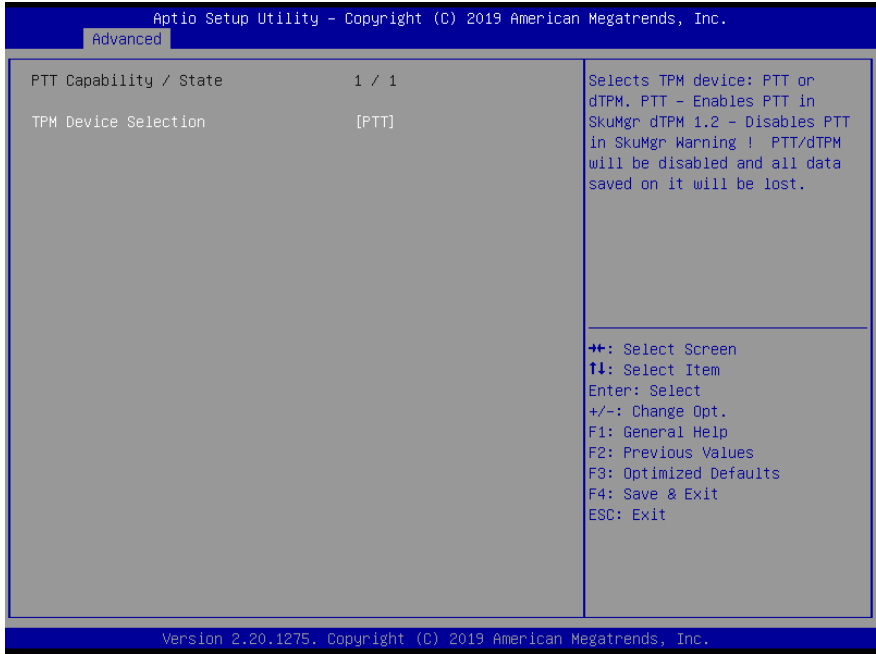 Aptio Setup Utility – Copyright (C) 2019 American Megatrends, Inc.
Advanced
PTT Capability / State 1 / 1
TPM Device Selection [PTT]
Selects TPM device: PTT or
dTPM. PTT – Enables PTT in
SkuMgr dTPM 1.2 – Disables PTT
in SkuMgr Warning ! PTT/dTPM
will be disabled and all data
saved on it will be lost.
→←: Select Screen
↑↓: Select Item
Enter: Select
+/–: Change Opt.
F1: General Help
F2: Previous Values
F3: Optimized Defaults
F4: Save & Exit
ESC: Exit
Version 2.20.1275. Copyright (C) 2019 American Megatrends, Inc.